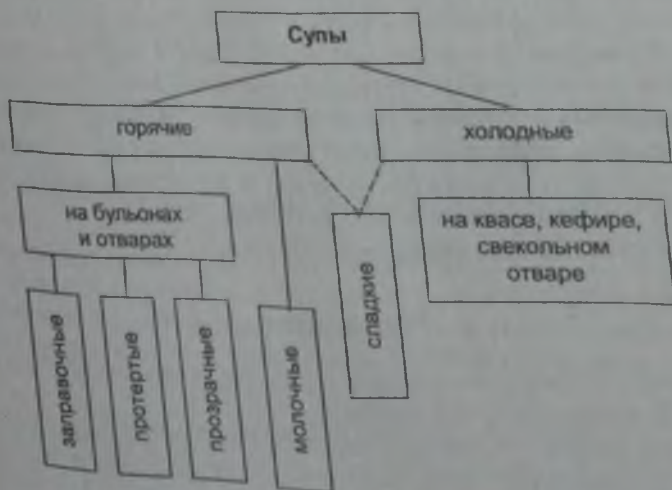 Супы
горячие
холодные
на бульонах
и отварах
на квасе, кефире,
свекольном
отваре
заправочные
протертые
прозрачные
молочные
сладкие